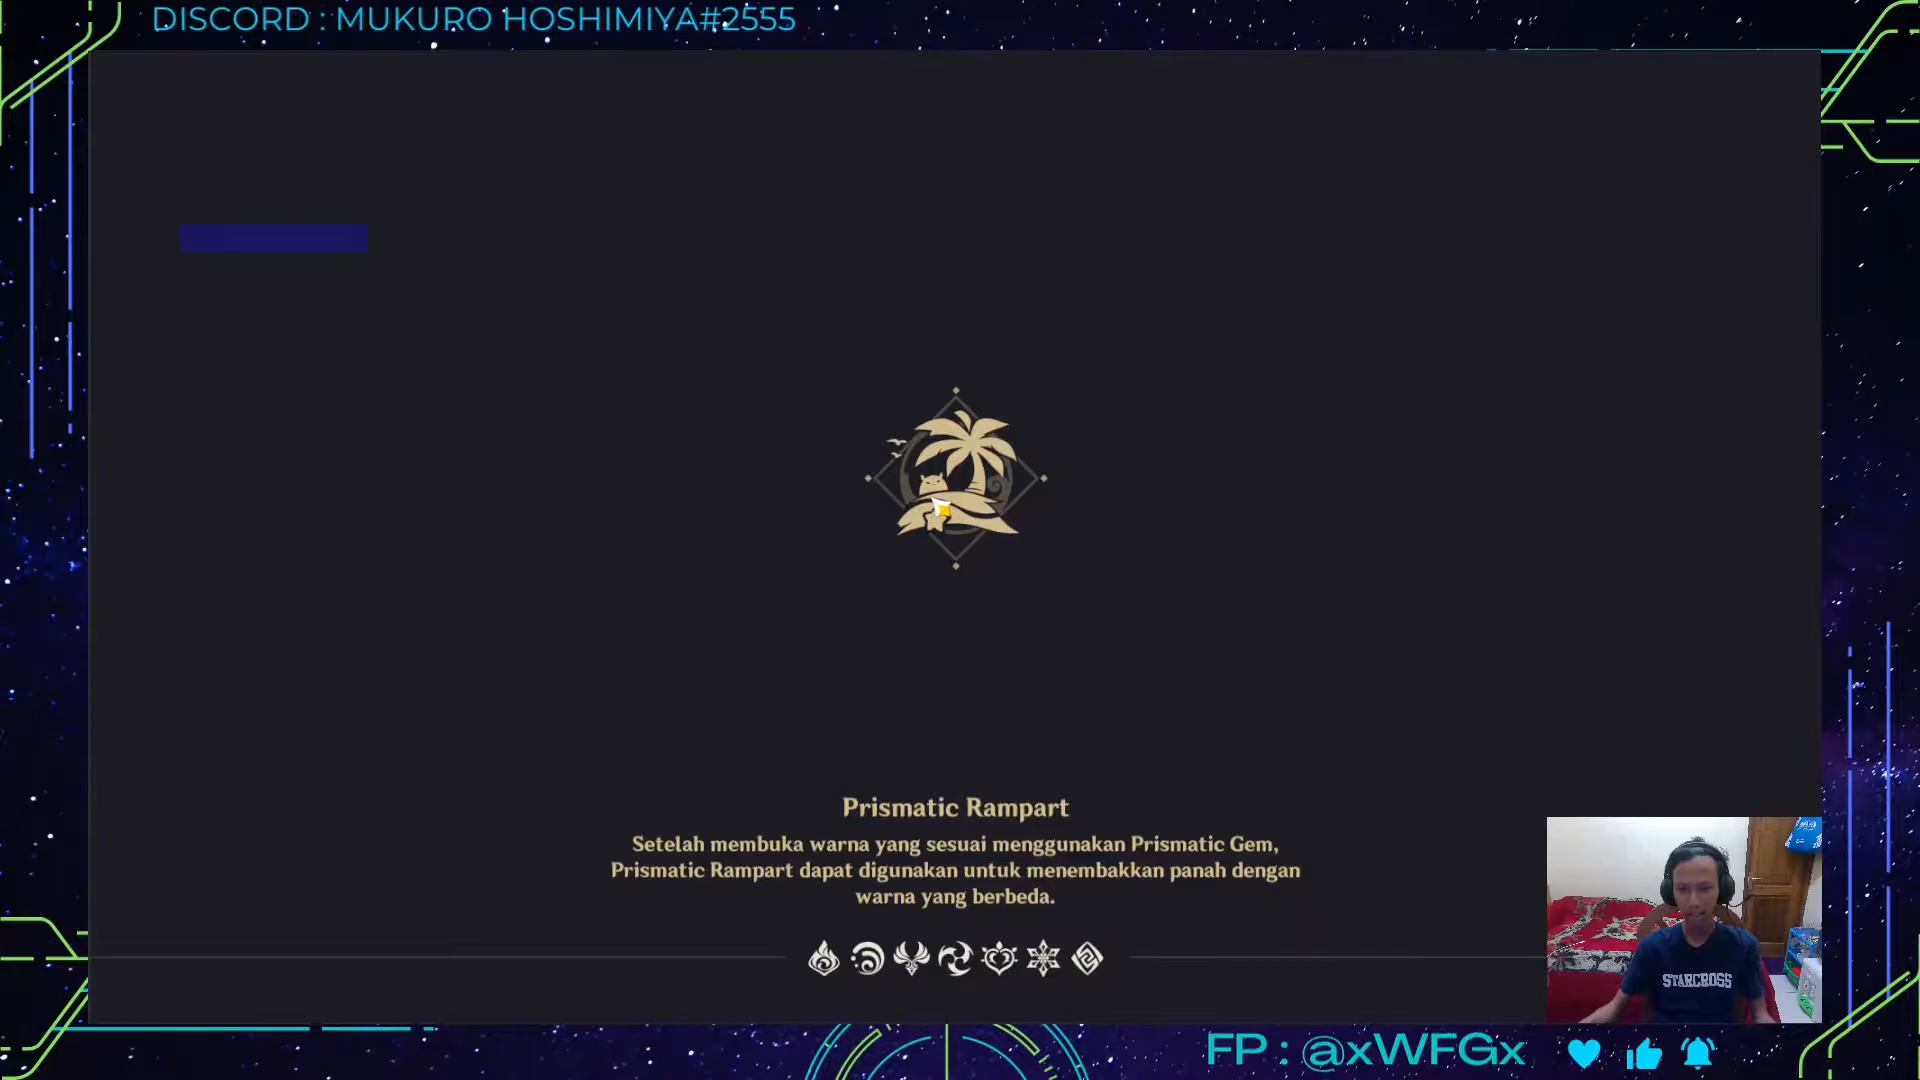 DISCORD : MUKURO HOSHIMIYA#2555
Prismatic Rampart
Setelah membuka warna yang sesuai menggunakan Prismatic Gem,
Prismatic Rampart dapat digunakan untuk menembakkan panah dengan
warna yang berbeda.
STARCROSS
FP : @xWFGx